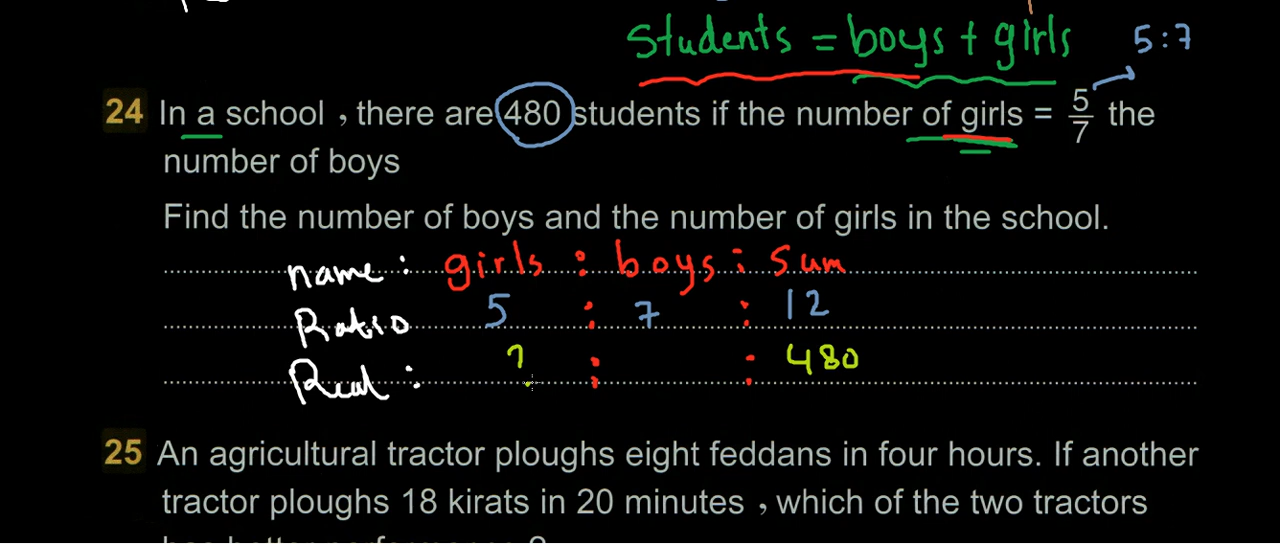 Students = boys + girls 5:7
24 In a school , there are 480 students if the number of girls = 5/7 the
number of boys
Find the number of boys and the number of girls in the school.
name : girls : boys : Sum
Ratio 5 : 7 : 12
Real : ? : : 480
25 An agricultural tractor ploughs eight feddans in four hours. If another
tractor ploughs 18 kirats in 20 minutes , which of the two tractors